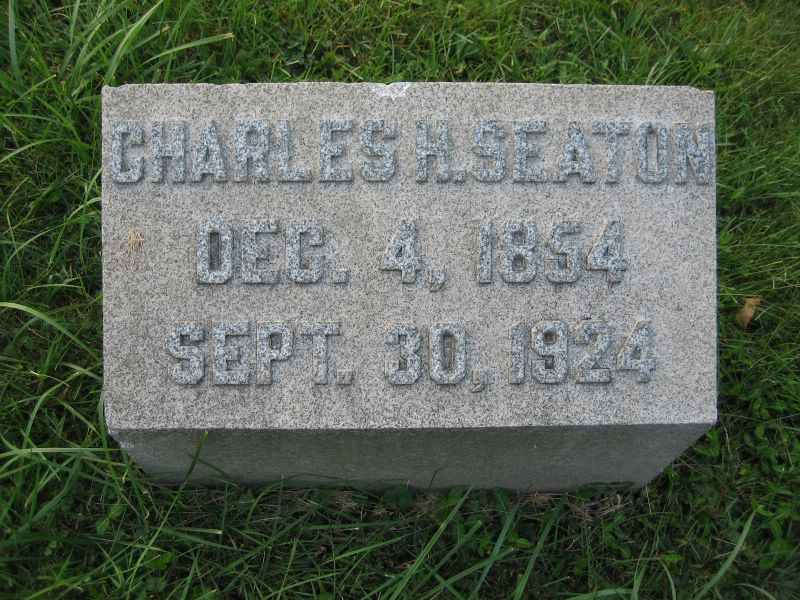 CHARLES H. SEATON
DEC. 4, 1854
SEPT. 30, 1924